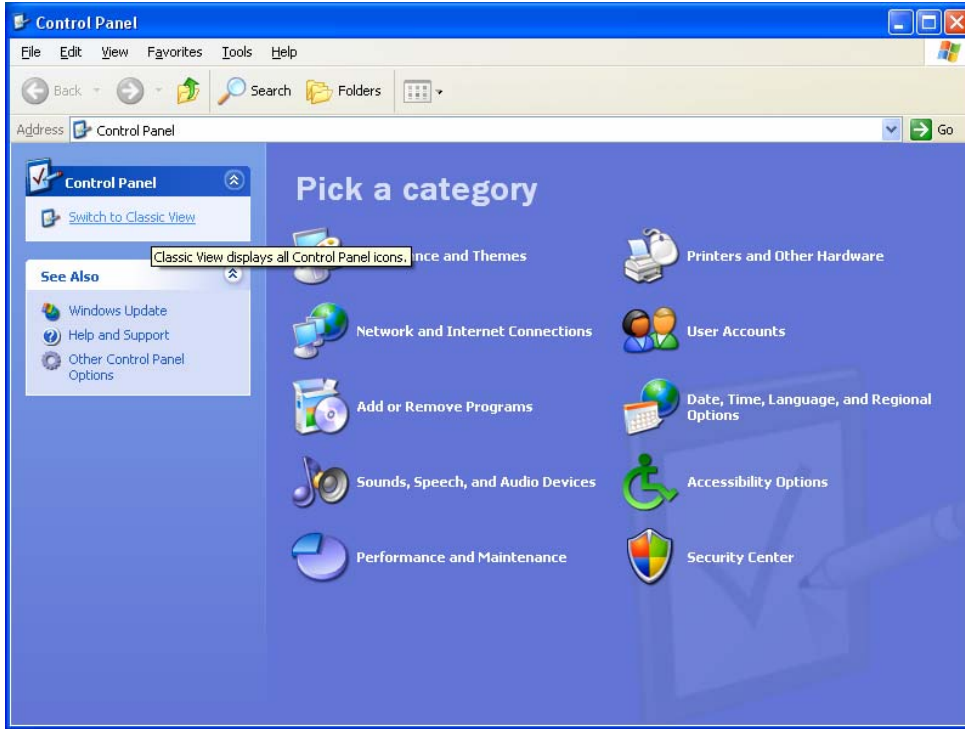 Control Panel
File Edit View Favorites Tools Help
Back Search Folders
Address Control Panel Go
Control Panel
Switch to Classic View
Classic View displays all Control Panel icons.
See Also
Windows Update
Help and Support
Other Control Panel
Options
Pick a category
nce and Themes
Printers and Other Hardware
Network and Internet Connections
User Accounts
Add or Remove Programs
Date, Time, Language, and Regional
Options
Sounds, Speech, and Audio Devices
Accessibility Options
Performance and Maintenance
Security Center